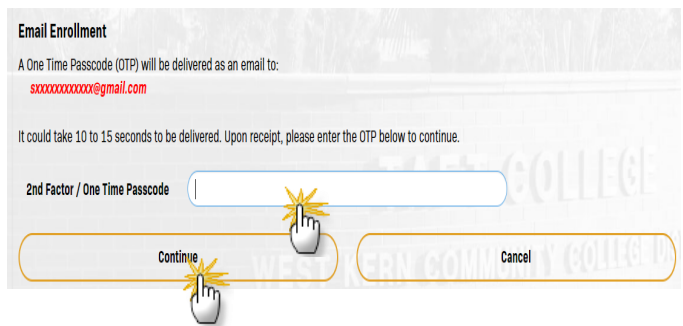 Email Enrollment
A One Time Passcode (OTP) will be delivered as an email to:
sxxxxxxxxxxxx@gmail.com
It could take 10 to 15 seconds to be delivered. Upon receipt, please enter the OTP below to continue.
TAFT COLLEGE
2nd Factor / One Time Passcode
Continue
Cancel
WEST KERN COMMUNITY COLLEGE